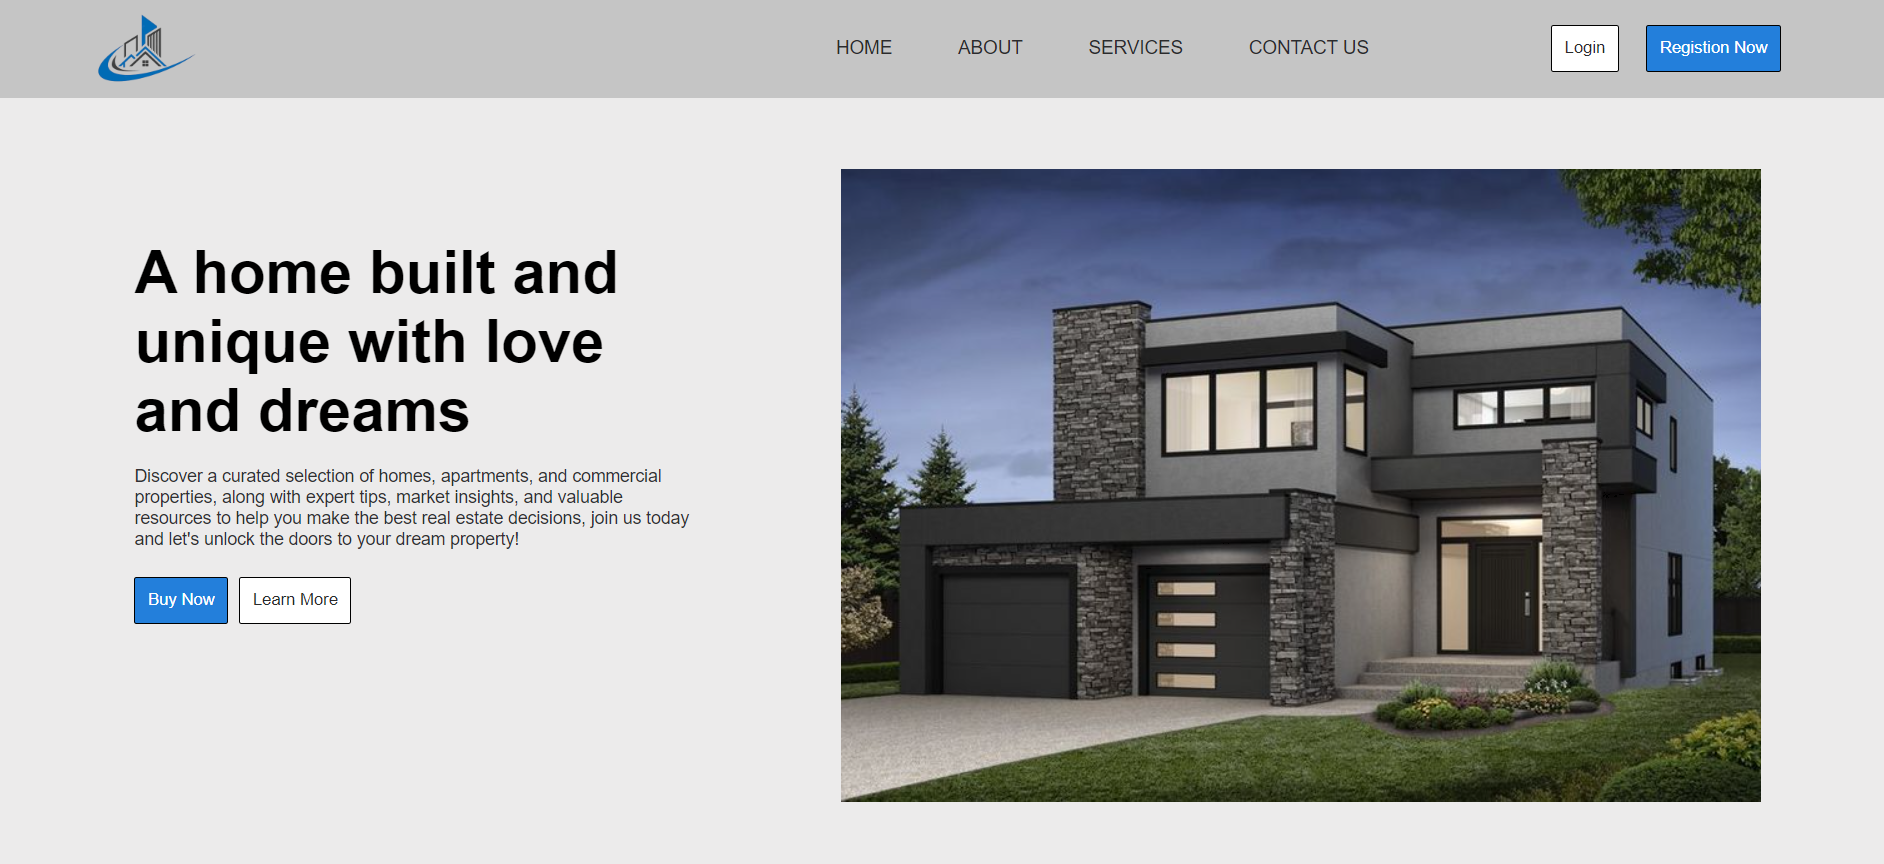 HOME ABOUT SERVICES CONTACT US Login Registion Now
A home built and
unique with love
and dreams
Discover a curated selection of homes, apartments, and commercial
properties, along with expert tips, market insights, and valuable
resources to help you make the best real estate decisions, join us today
and let's unlock the doors to your dream property!
Buy Now Learn More